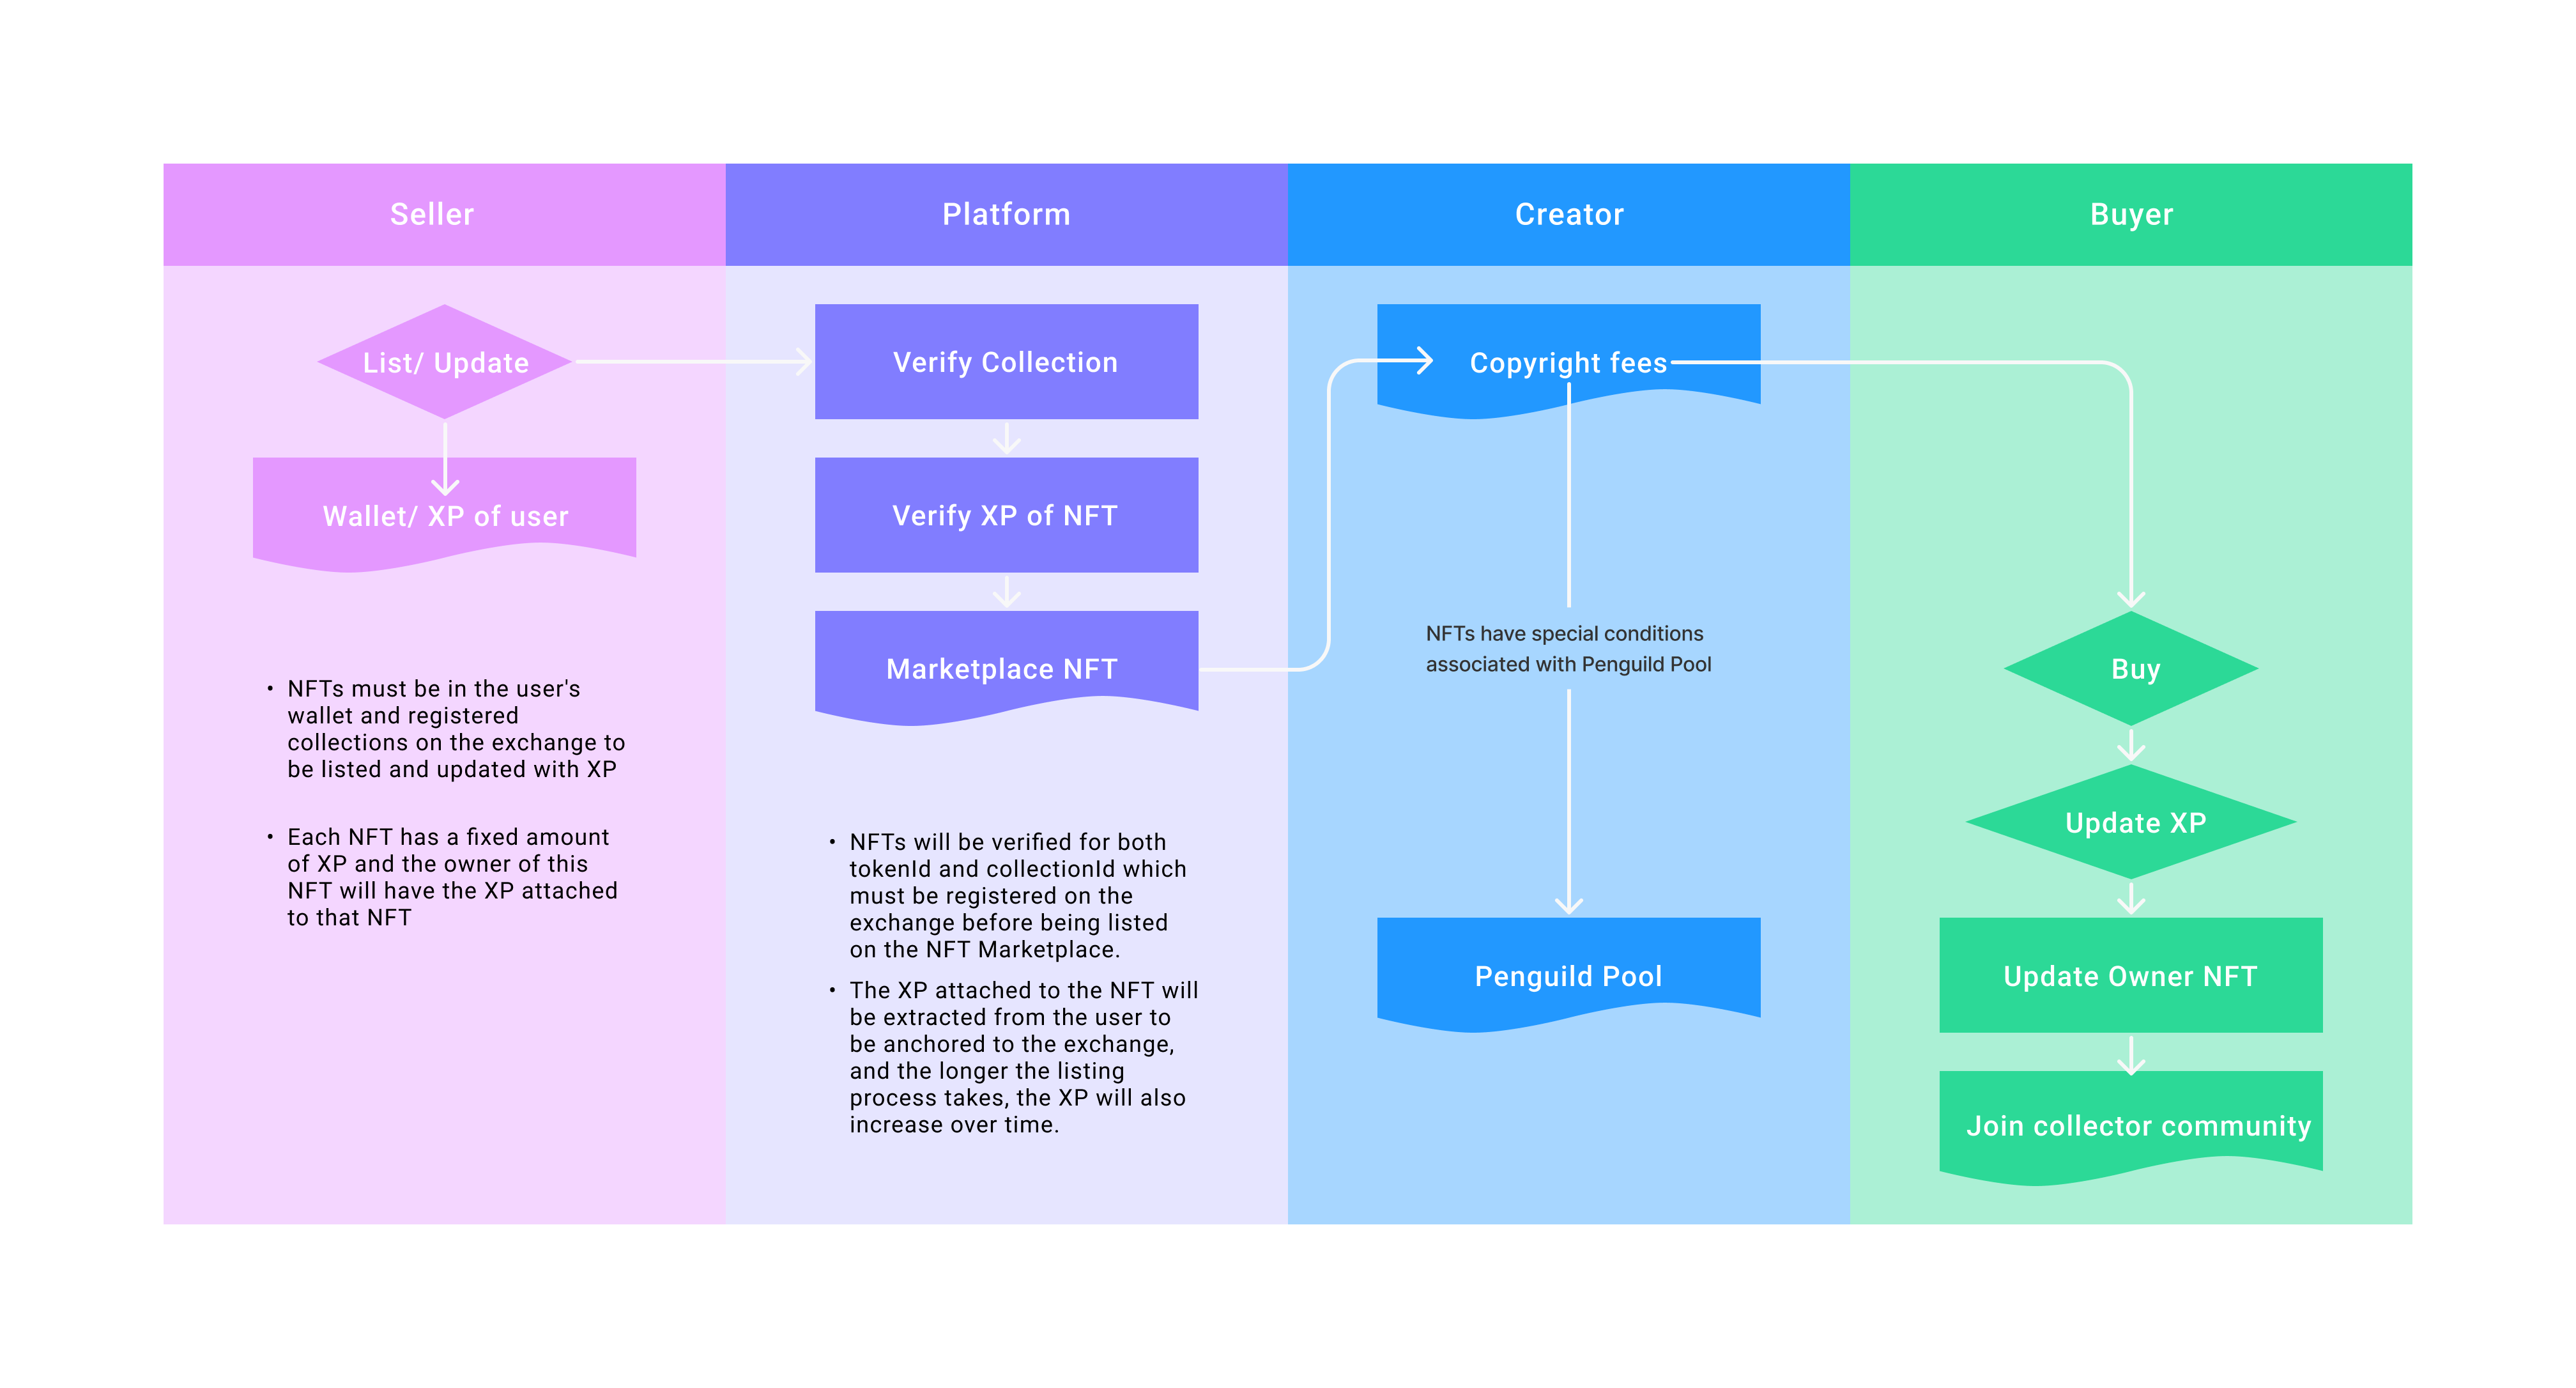 Seller
Platform
Creator
Buyer
List/ Update
Wallet/ XP of user
• NFTs must be in the user's
wallet and registered
collections on the exchange to
be listed and updated with XP
• Each NFT has a fixed amount
of XP and the owner of this
NFT will have the XP attached
to that NFT
Verify Collection
Verify XP of NFT
Marketplace NFT
• NFTs will be verified for both
tokenId and collectionId which
must be registered on the
exchange before being listed
on the NFT Marketplace.
• The XP attached to the NFT will
be extracted from the user to
be anchored to the exchange,
and the longer the listing
process takes, the XP will also
increase over time.
Copyright fees
NFTs have special conditions
associated with Penguild Pool
Penguild Pool
Buy
Update XP
Update Owner NFT
Join collector community